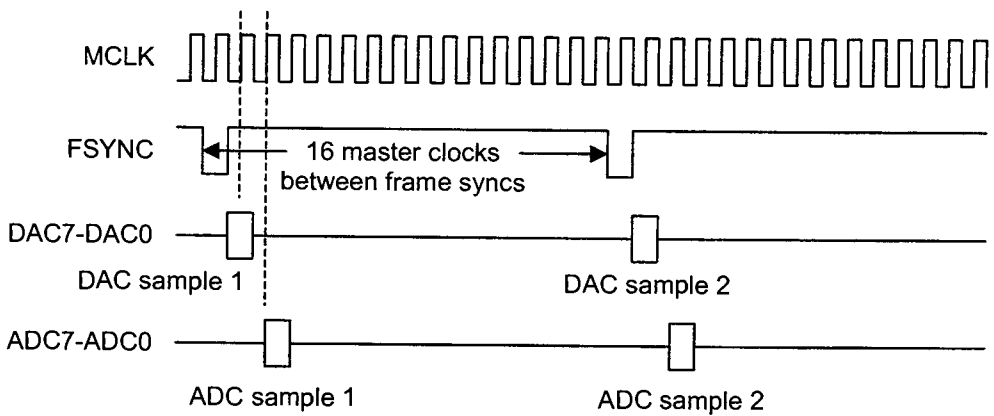 MCLK
FSYNC
16 master clocks
between frame syncs
DAC7-DAC0
DAC sample 1
DAC sample 2
ADC7-ADC0
ADC sample 1
ADC sample 2